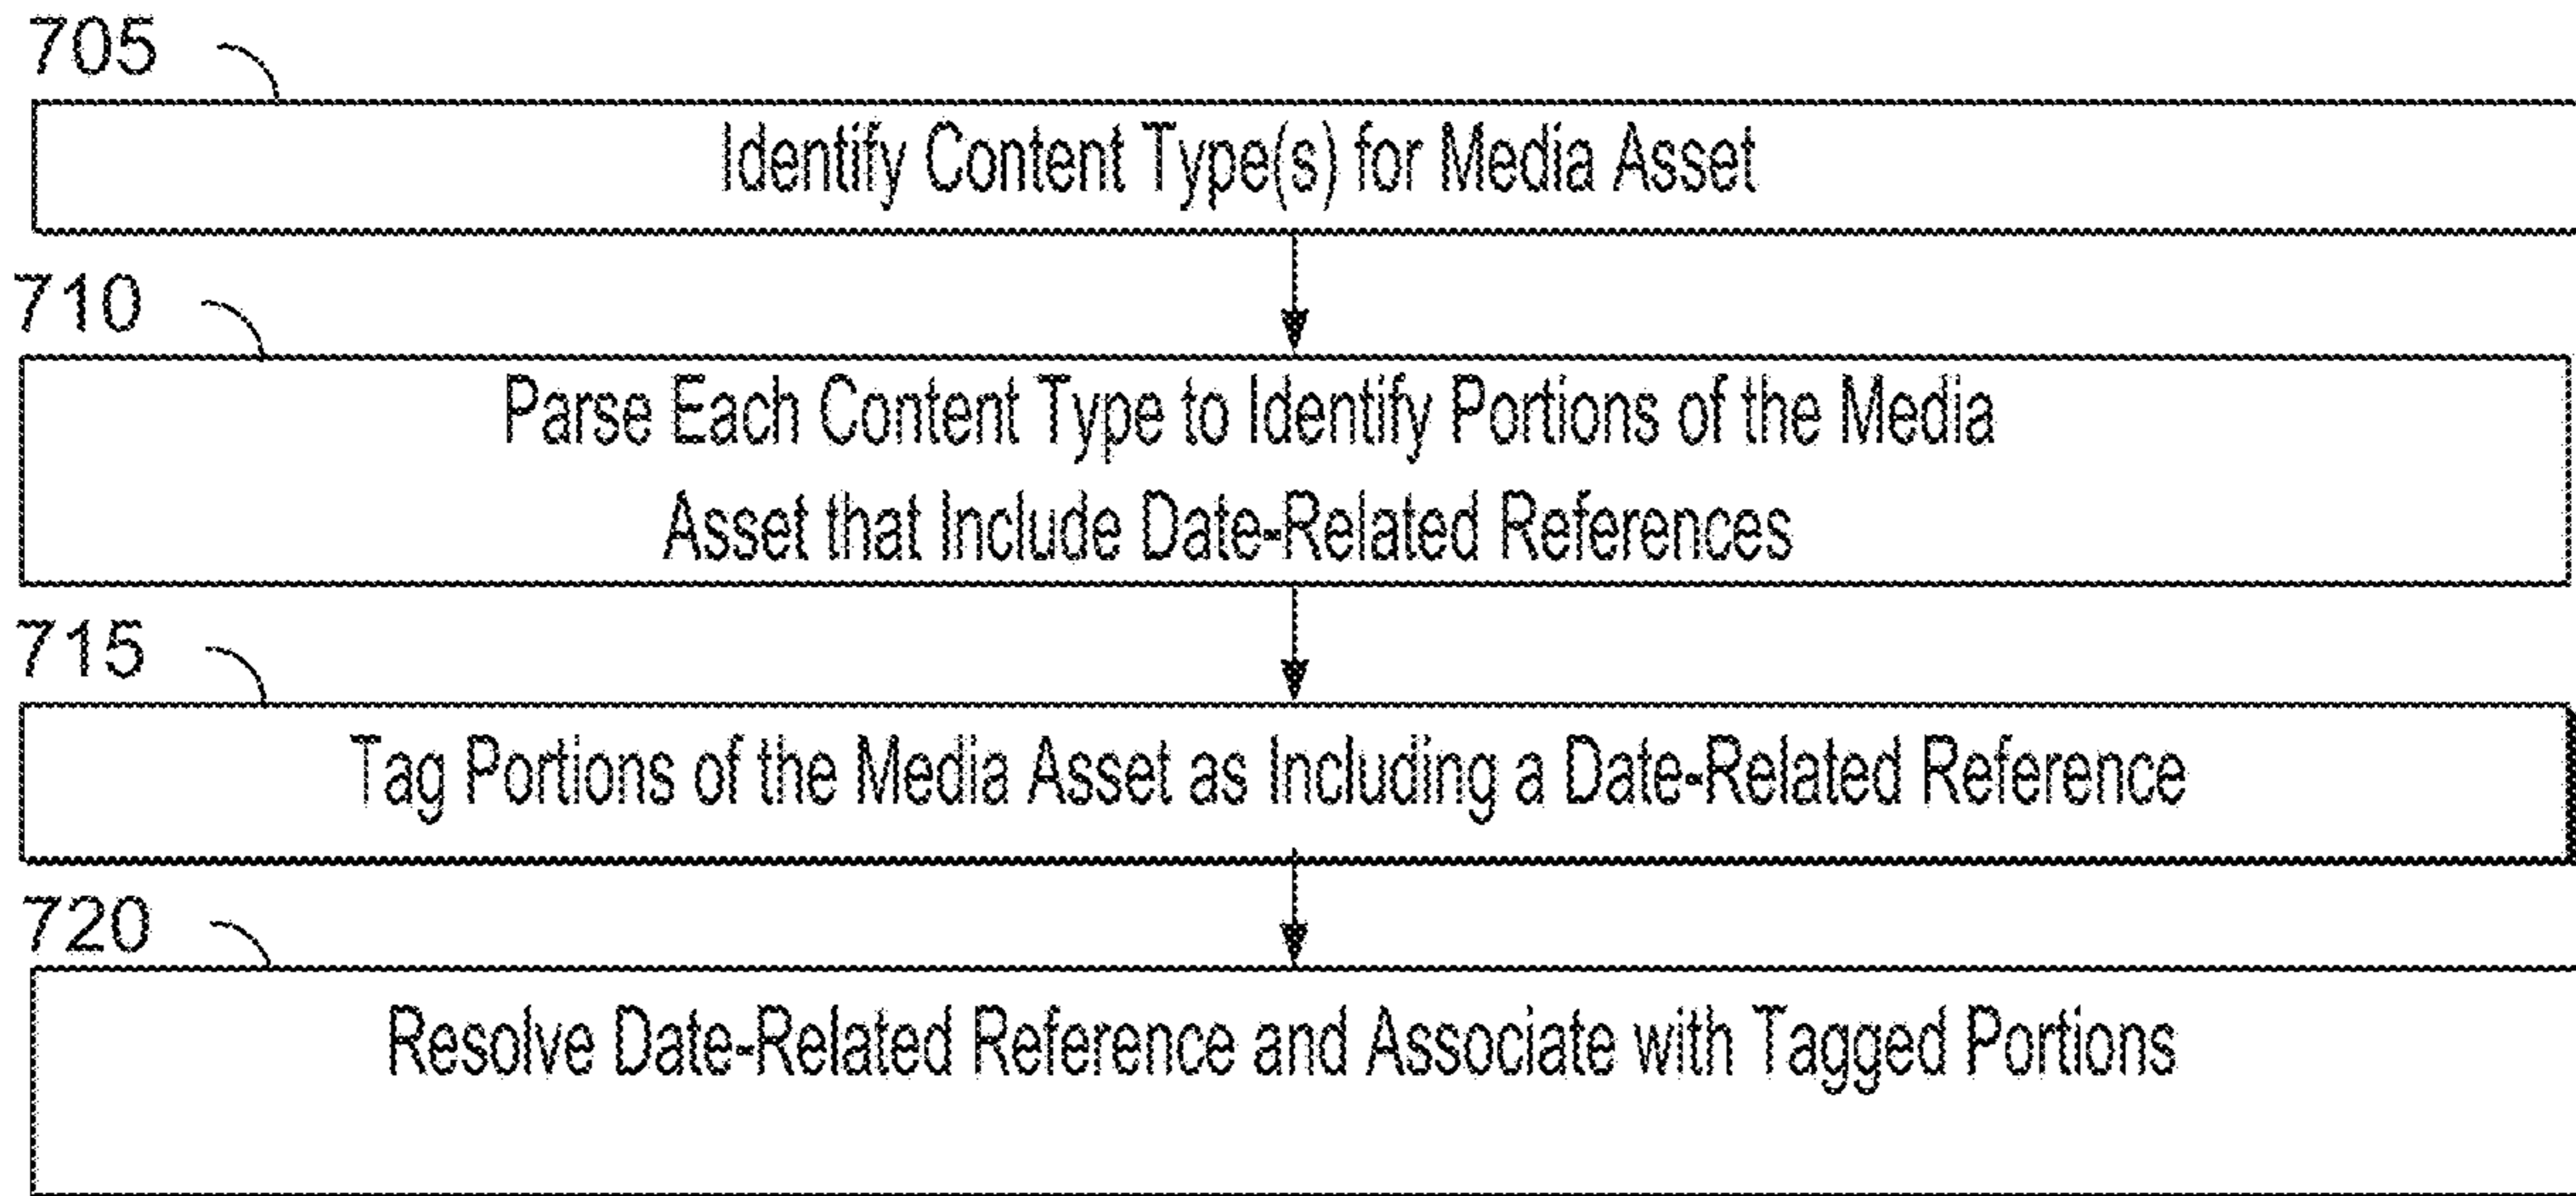 705
Identify Content Type(s) for Media Asset
710
Parse Each Content Type to Identify Portions of the Media
Asset that Include Date-Related References
715
Tag Portions of the Media Asset as Including a Date-Related Reference
720
Resolve Date-Related Reference and Associate with Tagged Portions